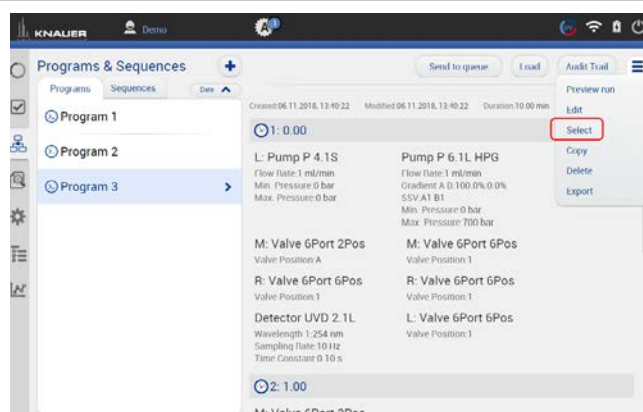 KNAUER
Demo
Programs & Sequences
Programs Sequences Date
Program 1
Program 2
Program 3
Send to queue Load Audit Trail
Preview run
Edit
Select
Copy
Delete
Export
Created:06.11.2018, 13:40:22 Modified:06.11.2018, 13:40:22 Duration:10.00 min
1: 0.00
L: Pump P 4.1S
Flow Rate:1 ml/min
Min. Pressure:0 bar
Max. Pressure:0 bar
Pump P 6.1L HPG
Flow Rate:1 ml/min
Gradient A D:100.0%:0.0%
SSV:A1 B1
Min. Pressure:0 bar
Max. Pressure:700 bar
M: Valve 6Port 2Pos
Valve Position:A
M: Valve 6Port 6Pos
Valve Position:1
R: Valve 6Port 6Pos
Valve Position:1
R: Valve 6Port 6Pos
Valve Position:1
Detector UVD 2.1L
Wavelength 1:254 nm
Sampling Rate:10 Hz
Time Constant:0.10 s
L: Valve 6Port 6Pos
Valve Position:1
2: 1.00